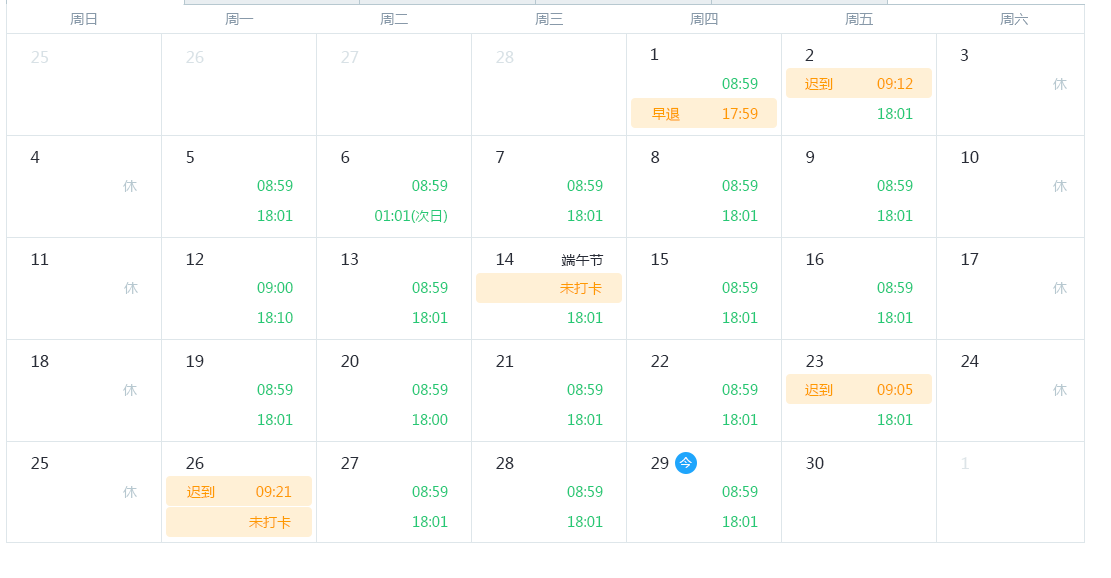 周日 周一 周二 周三 周四 周五 周六
25 26 27 28 1 2 3
08:59 迟到 09:12 休
早退 17:59 18:01
4 5 6 7 8 9 10
休 08:59 08:59 08:59 08:59 08:59 休
18:01 01:01(次日) 18:01 18:01 18:01
11 12 13 14 端午节 15 16 17
休 09:00 08:59 未打卡 08:59 08:59 休
18:10 18:01 18:01 18:01 18:01
18 19 20 21 22 23 24
休 08:59 08:59 08:59 08:59 迟到 09:05 休
18:01 18:00 18:01 18:01 18:01
25 26 27 28 29 今 30 1
休 迟到 09:21 08:59 08:59 08:59
未打卡 18:01 18:01 18:01